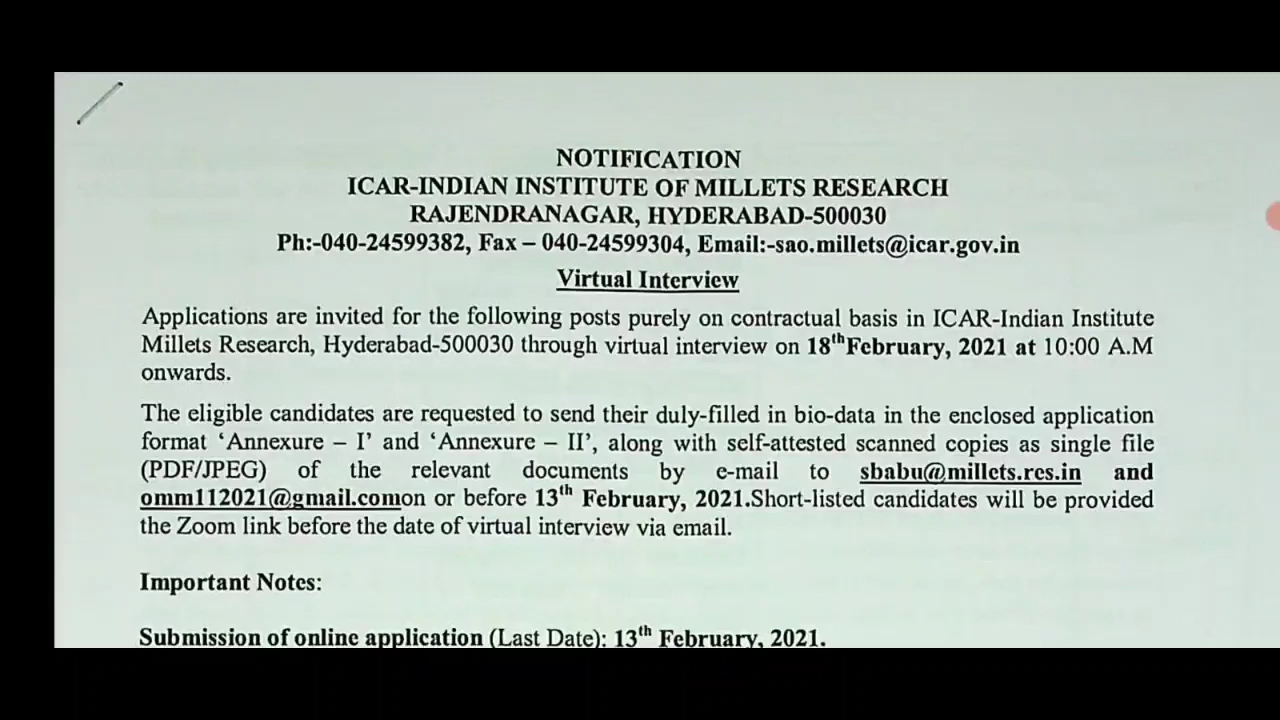 NOTIFICATION
ICAR-INDIAN INSTITUTE OF MILLETS RESEARCH
RAJENDRANAGAR, HYDERABAD-500030
Ph:-040-24599382, Fax – 040-24599304, Email:-sao.millets@icar.gov.in
Virtual Interview
Applications are invited for the following posts purely on contractual basis in ICAR-Indian Institute
Millets Research, Hyderabad-500030 through virtual interview on 18thFebruary, 2021 at 10:00 A.M
onwards.
The eligible candidates are requested to send their duly-filled in bio-data in the enclosed application
format ‘Annexure – I’ and ‘Annexure – II’, along with self-attested scanned copies as single file
(PDF/JPEG) of the relevant documents by e-mail to sbabu@millets.res.in and
omm112021@gmail.comon or before 13th February, 2021.Short-listed candidates will be provided
the Zoom link before the date of virtual interview via email.
Important Notes:
Submission of online application (Last Date): 13th February, 2021.